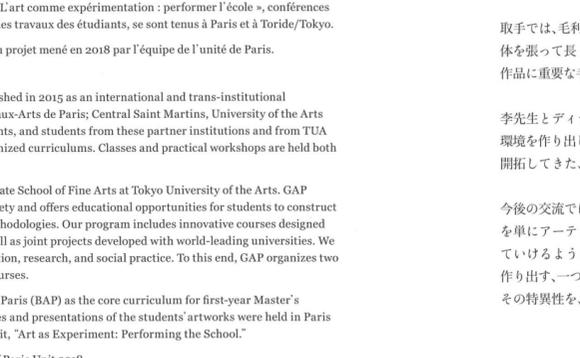 L'art comme expérimentation : performer l'école », conférences
es travaux des étudiants, se sont tenus à Paris et à Toride/Tokyo.
projet mené en 2018 par l'équipe de l'unité de Paris.
shed in 2015 as an international and trans-institutional
ux-Arts de Paris; Central Saint Martins, University of the Arts
nts, and students from these partner institutions and from TUA
nized curriculums. Classes and practical workshops are held both
ate School of Fine Arts at Tokyo University of the Arts. GAP
ety and offers educational opportunities for students to construct
hodologies. Our program includes innovative courses designed
ll as joint projects developed with world-leading universities. We
ion, research, and social practice. To this end, GAP organizes two
urses.
Paris (BAP) as the core curriculum for first-year Master's
es and presentations of the students' artworks were held in Paris
it, "Art as Experiment: Performing the School."
取手では、毛利
体を張って長
作品に重要な
李先生とディ
環境を作り出し
開拓してきた、
今後の交流で
を単にアーテ
ていけるよう
作り出す、一つ
その特異性を、